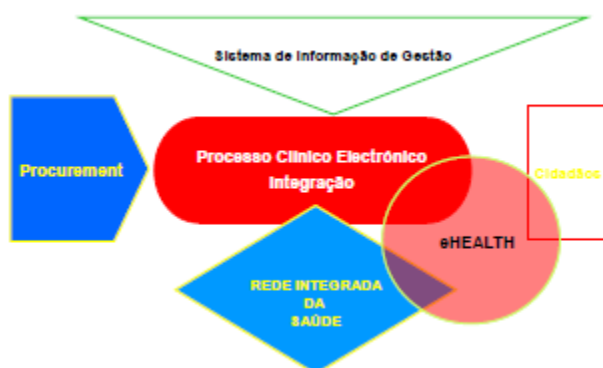 Sistema de Informação de Gestão
Procurement
Processo Clínico Electrónico
Integração
Cidadãos
eHEALTH
REDE INTEGRADA
DA
SAÚDE